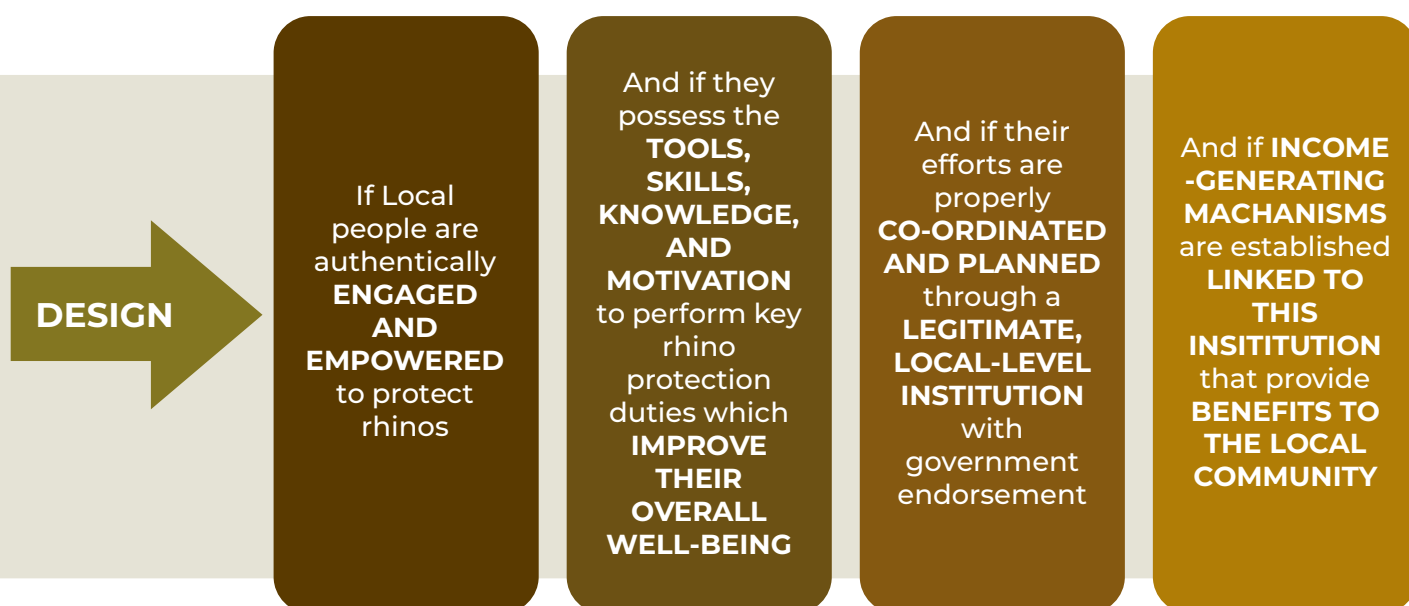 DESIGN
If Local
people are
authentically
ENGAGED
AND
EMPOWERED
to protect
rhinos
And if they
possess the
TOOLS,
SKILLS,
KNOWLEDGE,
AND
MOTIVATION
to perform key
rhino
protection
duties which
IMPROVE
THEIR
OVERALL
WELL-BEING
And if their
efforts are
properly
CO-ORDINATED
AND PLANNED
through a
LEGITIMATE,
LOCAL-LEVEL
INSTITUTION
with
government
endorsement
And if INCOME
-GENERATING
MACHANISMS
are established
LINKED TO
THIS
INSITITUTION
that provide
BENEFITS TO
THE LOCAL
COMMUNITY